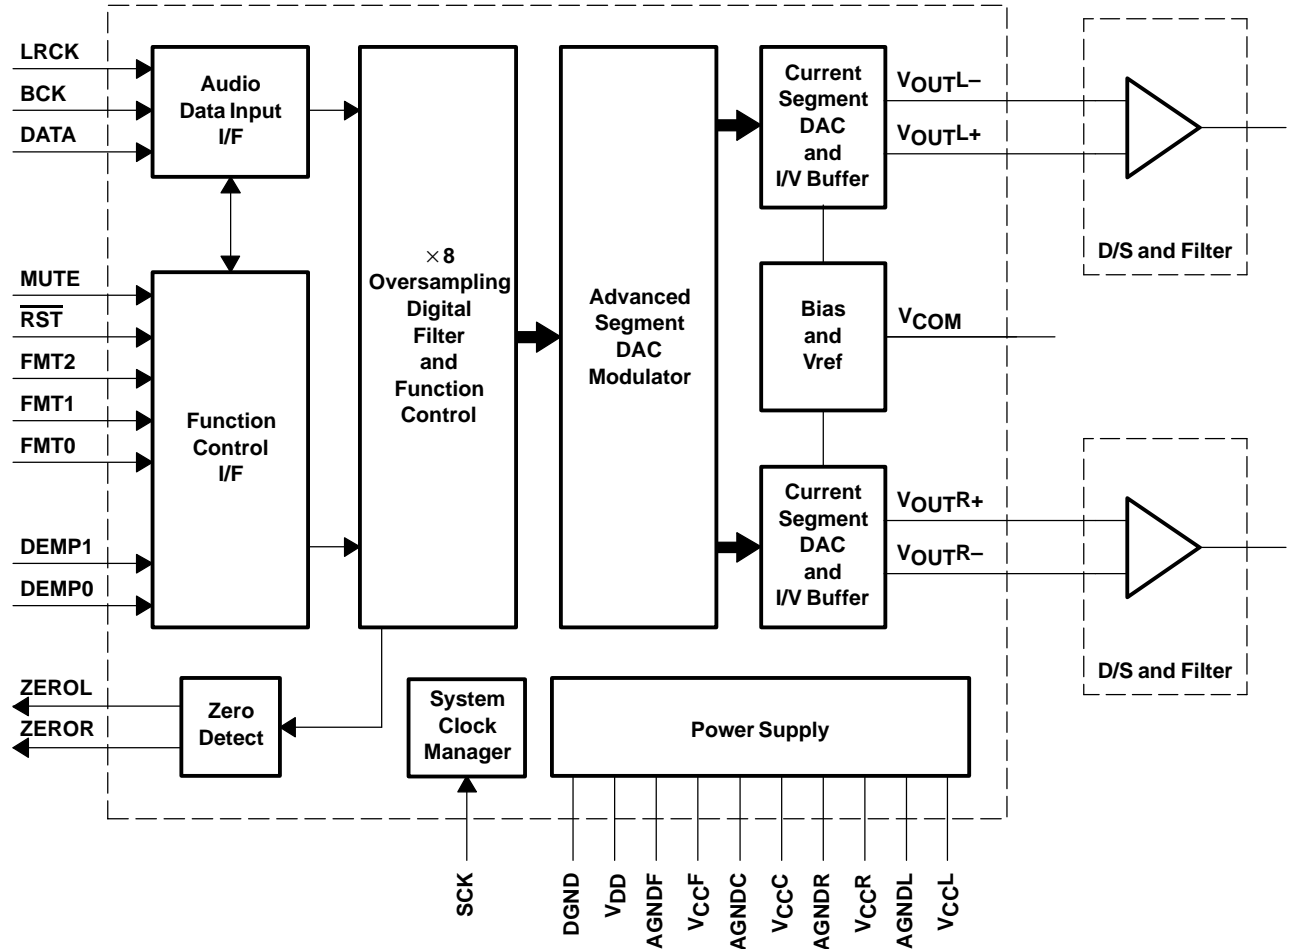 LRCK
BCK
DATA
Audio
Data Input
I/F
MUTE
RST
FMT2
FMT1
FMT0
DEMP1
DEMP0
Function
Control
I/F
×8
Oversampling
Digital
Filter
and
Function
Control
Advanced
Segment
DAC
Modulator
Current
Segment
DAC
and
I/V Buffer
VOUTL–
VOUTL+
D/S and Filter
Bias
and
Vref
VCOM
Current
Segment
DAC
and
I/V Buffer
VOUTR+
VOUTR–
D/S and Filter
ZEROL
ZEROR
Zero
Detect
System
Clock
Manager
Power Supply
SCK
DGND
VDD
AGNDF
VCCF
AGNDC
VCCC
AGNDR
VCCR
AGNDL
VCCL